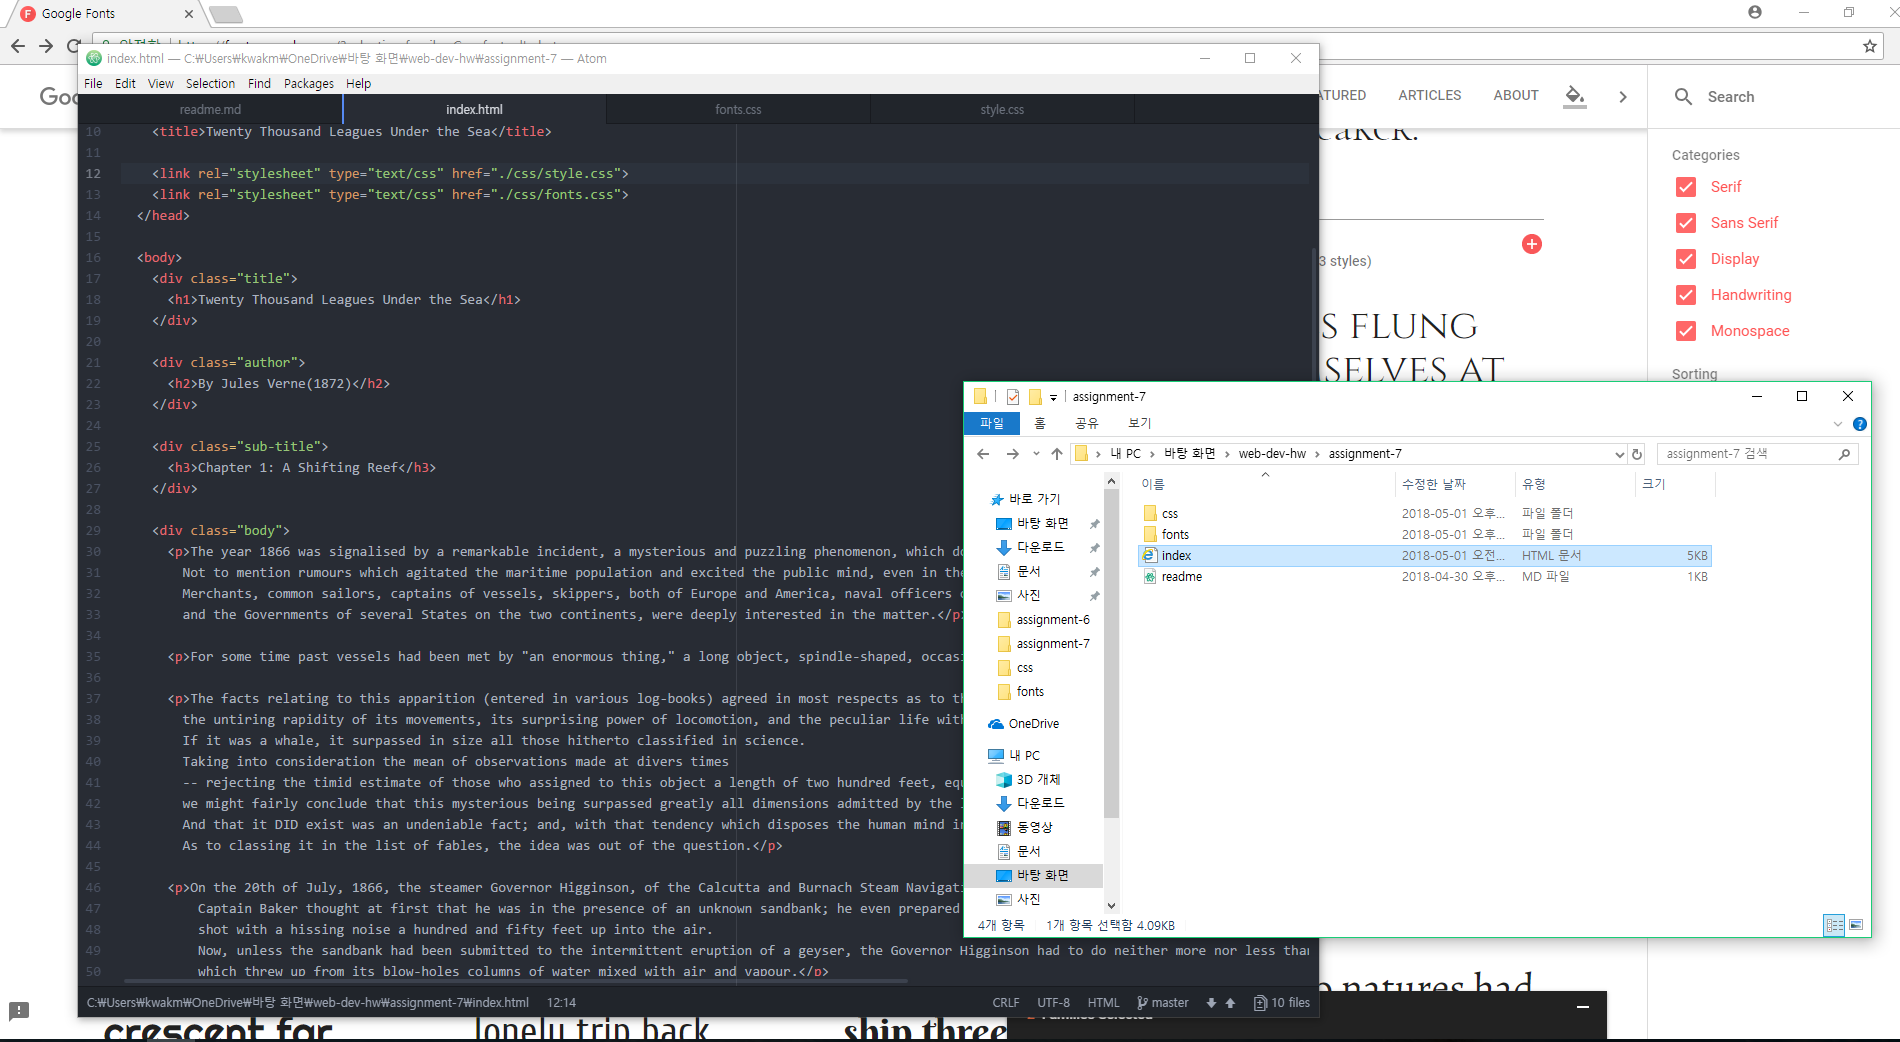 Google Fonts
index.html — C:￦Users￦kwakm￦OneDrive￦바탕 화면￦web-dev-hw￦assignment-7 — Atom
File Edit View Selection Find Packages Help
readme.md index.html fonts.css style.css
10 <title>Twenty Thousand Leagues Under the Sea</title>
11
12 <link rel="stylesheet" type="text/css" href="./css/style.css">
13 <link rel="stylesheet" type="text/css" href="./css/fonts.css">
14 </head>
15
16 <body>
17 <div class="title">
18 <h1>Twenty Thousand Leagues Under the Sea</h1>
19 </div>
20
21 <div class="author">
22 <h2>By Jules Verne(1872)</h2>
23 </div>
24
25 <div class="sub-title">
26 <h3>Chapter 1: A Shifting Reef</h3>
27 </div>
28
29 <div class="body">
30 <p>The year 1866 was signalised by a remarkable incident, a mysterious and puzzling phenomenon, which
31 Not to mention rumours which agitated the maritime population and excited the public mind, even in the
32 Merchants, common sailors, captains of vessels, skippers, both of Europe and America, naval officers
33 and the Governments of several States on the two continents, were deeply interested in the matter.</p
34
35 <p>For some time past vessels had been met by "an enormous thing," a long object, spindle-shaped, occasi
36
37 <p>The facts relating to this apparition (entered in various log-books) agreed in most respects as to th
38 the untiring rapidity of its movements, its surprising power of locomotion, and the peculiar life with
39 If it was a whale, it surpassed in size all those hitherto classified in science.
40 Taking into consideration the mean of observations made at divers times
41 -- rejecting the timid estimate of those who assigned to this object a length of two hundred feet, equ
42 we might fairly conclude that this mysterious being surpassed greatly all dimensions admitted by the
43 And that it DID exist was an undeniable fact; and, with that tendency which disposes the human mind in
44 As to classing it in the list of fables, the idea was out of the question.</p>
45
46 <p>On the 20th of July, 1866, the steamer Governor Higginson, of the Calcutta and Burnach Steam Navigati
47 Captain Baker thought at first that he was in the presence of an unknown sandbank; he even prepared
48 shot with a hissing noise a hundred and fifty feet up into the air.
49 Now, unless the sandbank had been submitted to the intermittent eruption of a geyser, the Governor Higginson had to do neither more nor less than
50 which threw up from its blow-holes columns of water mixed with air and vapour.</p>
C:￦Users￦kwakm￦OneDrive￦바탕 화면￦web-dev-hw￦assignment-7￦index.html 12:14 CRLF UTF-8 HTML master 10 files
Goo
ATURED ARTICLES ABOUT Search
Categories
Serif
Sans Serif
Display
Handwriting
Monospace
Sorting
3 styles)
S FLUNG
SELVES AT
assignment-7
파일 홈 공유 보기
내 PC › 바탕 화면 › web-dev-hw › assignment-7 assignment-7 검색
이름 수정한 날짜 유형 크기
css 2018-05-01 오후... 파일 폴더
fonts 2018-05-01 오후... 파일 폴더
index 2018-05-01 오전... HTML 문서 5KB
readme 2018-04-30 오후... MD 파일 1KB
바로 가기
바탕 화면
다운로드
문서
사진
assignment-6
assignment-7
css
fonts
OneDrive
내 PC
3D 개체
다운로드
동영상
문서
바탕 화면
사진
4개 항목 1개 항목 선택함 4.09KB
natures had
crescent far
lonely trip back
ship three
Families Selected